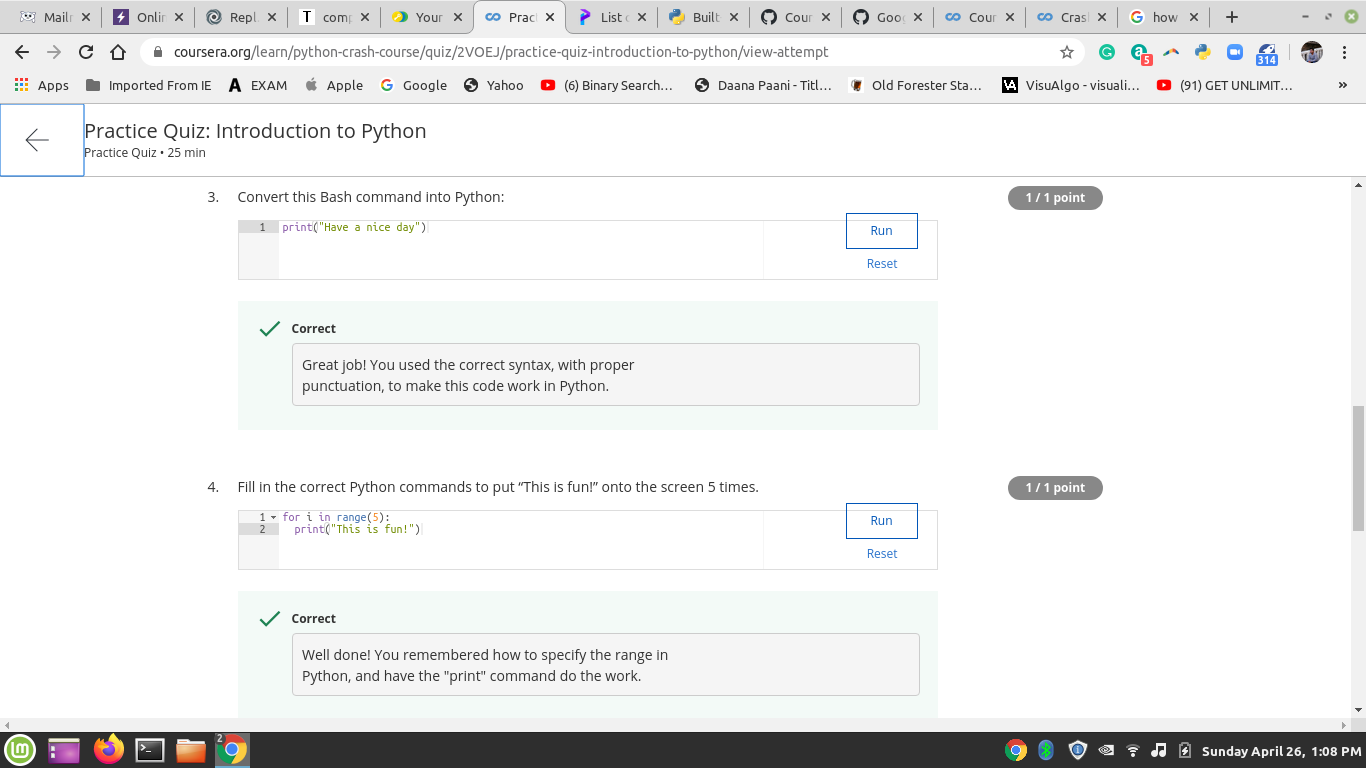 Mailr
Onlir
Repl.
T comp
Your
Pract
List c
Built
Cour
Goog
Cour
Crash
how
coursera.org/learn/python-crash-course/quiz/2VOEJ/practice-quiz-introduction-to-python/view-attempt
5
314
Apps
Imported From IE
EXAM
Apple
Google
Yahoo
(6) Binary Search...
Daana Paani - Titl...
Old Forester Sta...
VisuAlgo - visuali...
(91) GET UNLIMIT...
»
Practice Quiz: Introduction to Python
Practice Quiz • 25 min
3. Convert this Bash command into Python:
1 / 1 point
1 print("Have a nice day")
Run
Reset
Correct
Great job! You used the correct syntax, with proper
punctuation, to make this code work in Python.
4. Fill in the correct Python commands to put “This is fun!” onto the screen 5 times.
1 / 1 point
1 for i in range(5):
2 print("This is fun!")
Run
Reset
Correct
Well done! You remembered how to specify the range in
Python, and have the "print" command do the work.
2
Sunday April 26, 1:08 PM